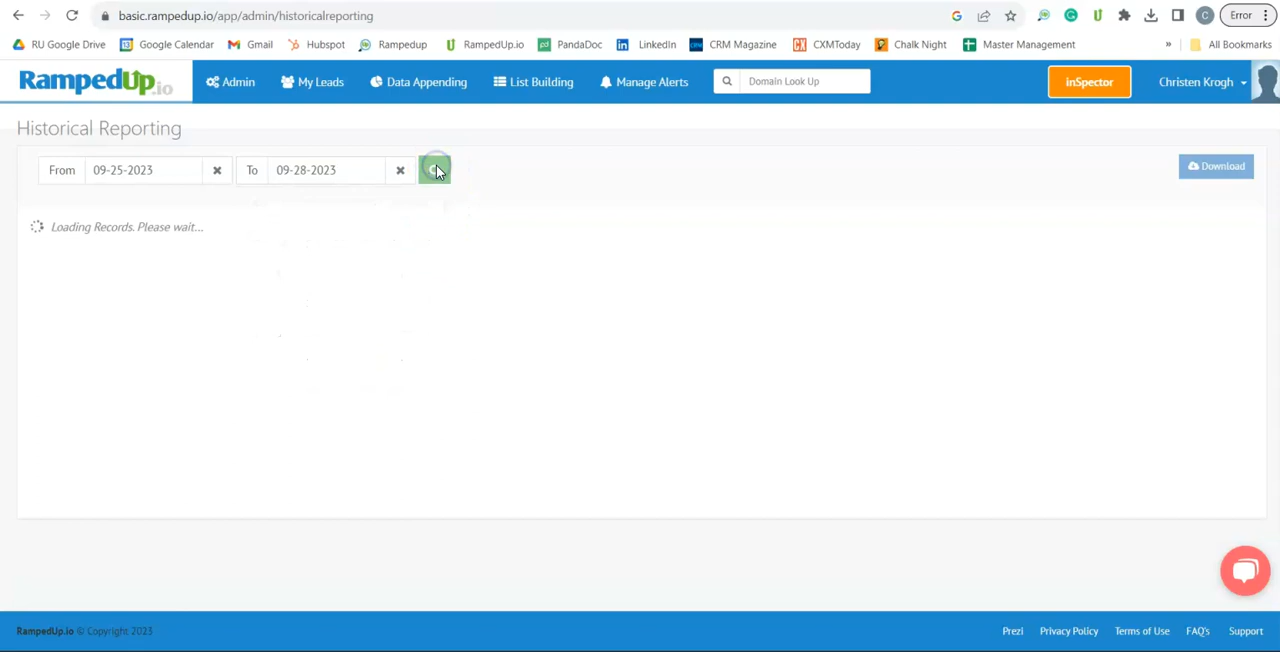 basic.rampedup.io/app/admin/historicalreporting
Error
RU Google Drive Google Calendar Gmail Hubspot Rampedup RampedUp.io PandaDoc LinkedIn CRM Magazine CXMToday Chalk Night Master Management » All Bookmarks
RampedUp.io Admin My Leads Data Appending List Building Manage Alerts Domain Look Up inSpector Christen Krogh
Historical Reporting
From 09-25-2023 To 09-28-2023 Download
Loading Records. Please wait...
RampedUp.io © Copyright 2023 Prezi Privacy Policy Terms of Use FAQ's Support